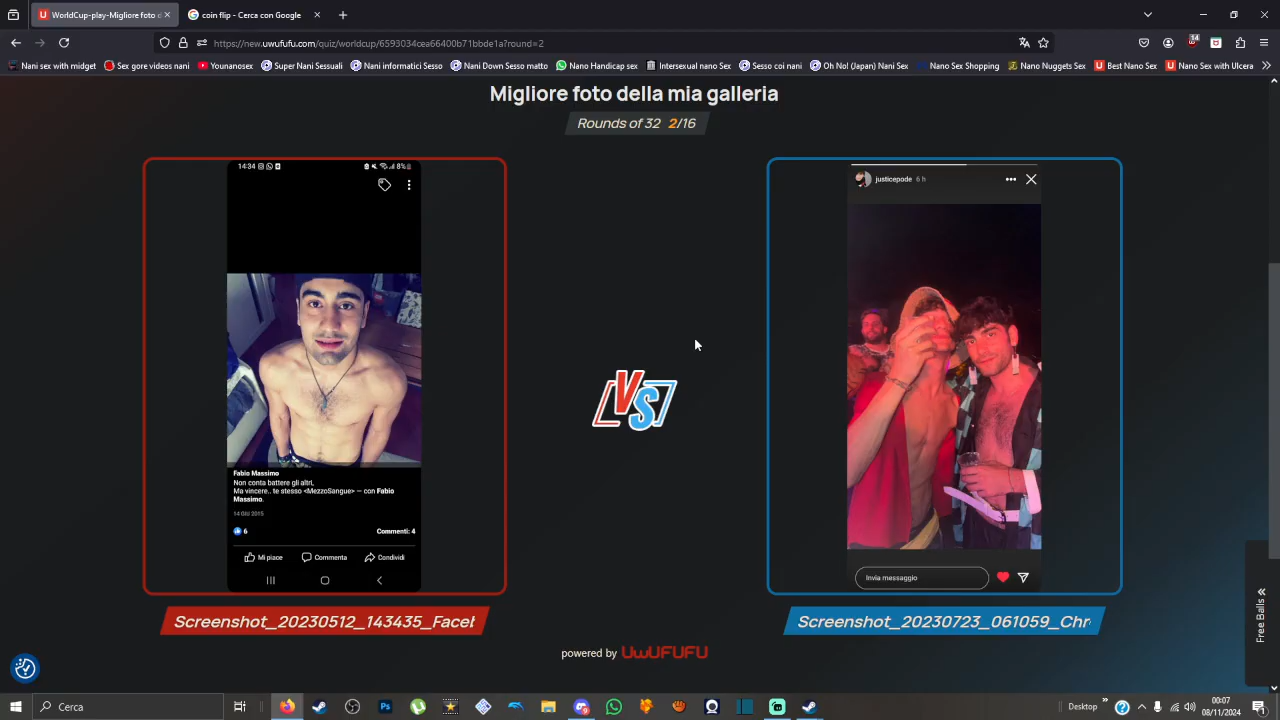 WorldCup-play-Migliore foto d
coin flip - Cerca con Google
https://new.uwufufu.com/quiz/worldcup/6593034cea66400b71bbde1a?round=2
34
Nani sex with midget
Sex gore videos nani
Younanosex
Super Nani Sessuali
Nani informatici Sesso
Nani Down Sesso matto
Nano Handicap sex
Intersexual nano Sex
Sesso coi nani
Oh No! (Japan) Nani Sex
Nano Sex Shopping
Nano Nuggets Sex
Best Nano Sex
Nano Sex with Ulcera
Migliore foto della mia galleria
Rounds of 32 2/16
14:34
8%
Fabio Massimo
Non conta battere gli altri,
Ma vincere.. te stesso <MezzoSangue> — con Fabio
Massimo.
14 GIU 2015
6
Commenti: 4
Mi piace
Commenta
Condividi
VS
justicepode 6 h
Invia messaggio
Screenshot_20230512_143435_Faceb
Screenshot_20230723_061059_Chr
powered by UWUFUFU
Free Balls
Cerca
Desktop
00:07
08/11/2024